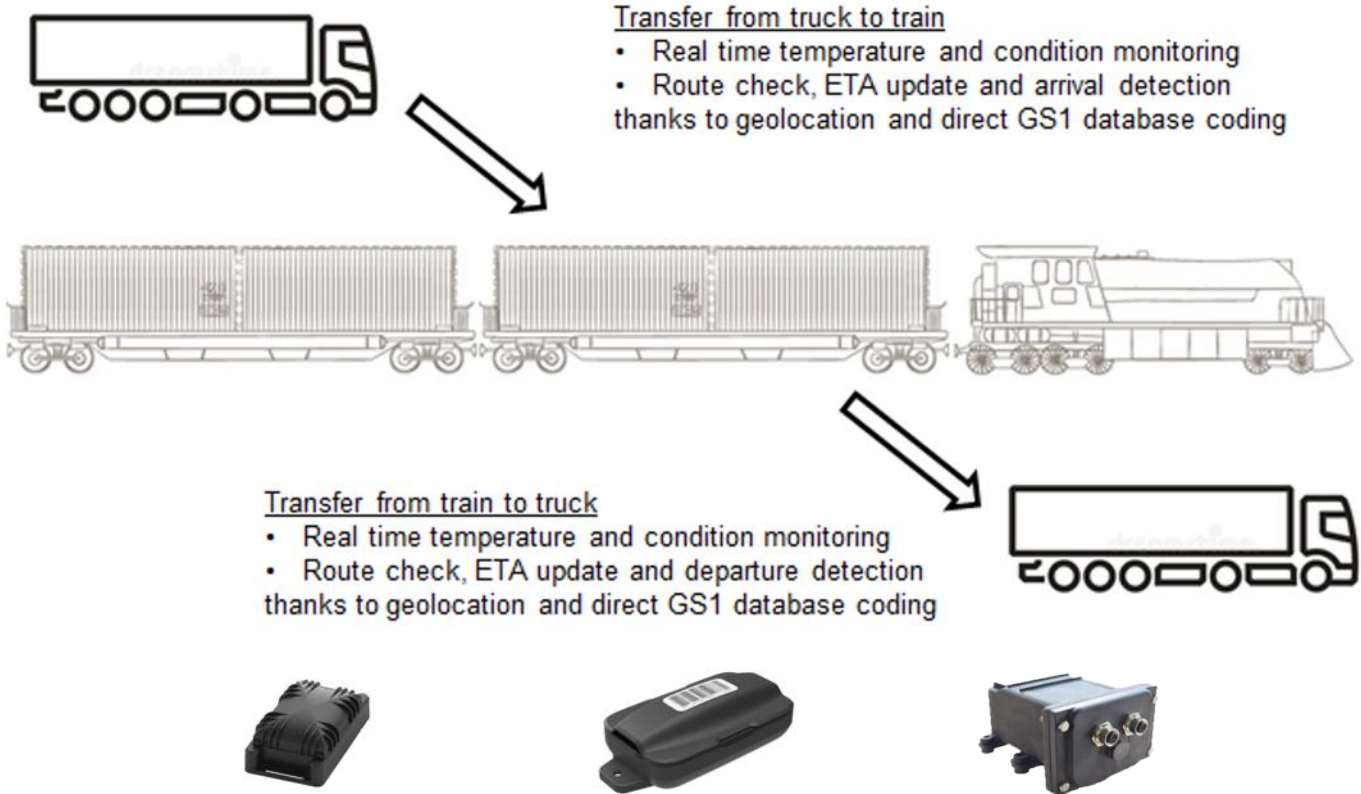 Transfer from truck to train
• Real time temperature and condition monitoring
• Route check, ETA update and arrival detection
thanks to geolocation and direct GS1 database coding
Transfer from train to truck
• Real time temperature and condition monitoring
• Route check, ETA update and departure detection
thanks to geolocation and direct GS1 database coding